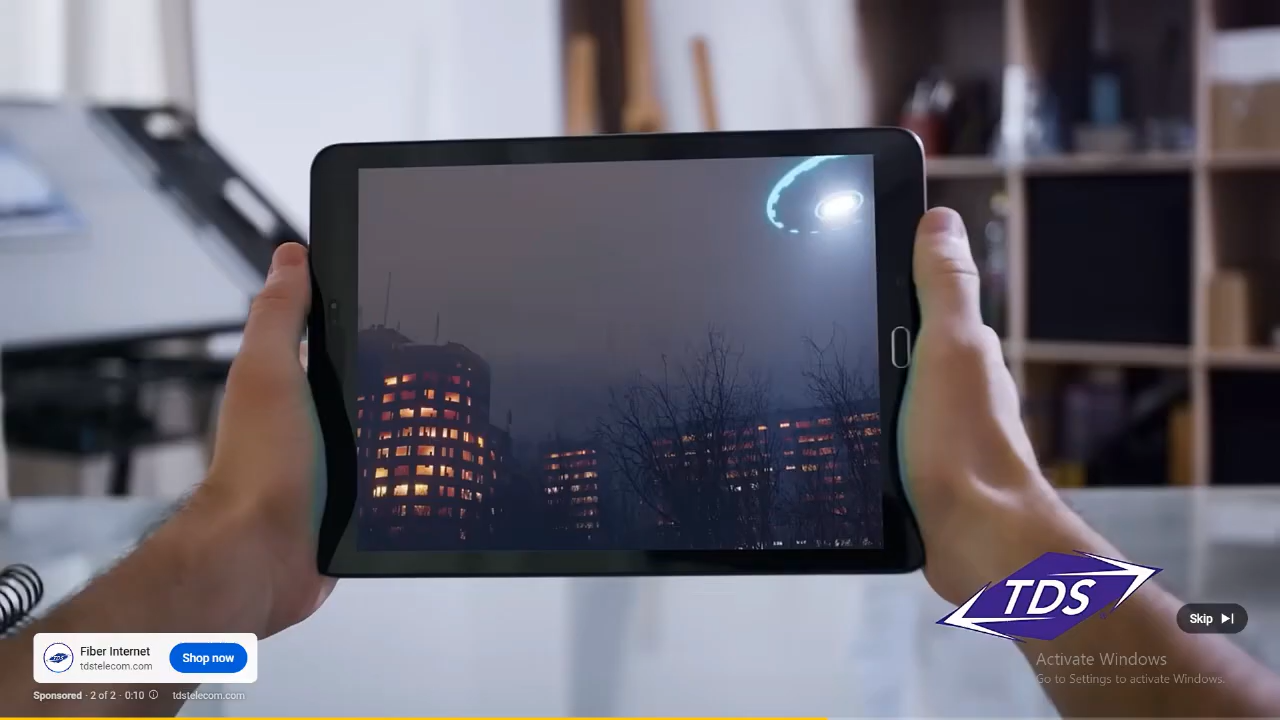 TDS
Skip
Fiber Internet
tdstelecom.com
Shop now
Activate Windows
Go to Settings to activate Windows.
Sponsored · 2 of 2 · 0:10
tdstelecom.com